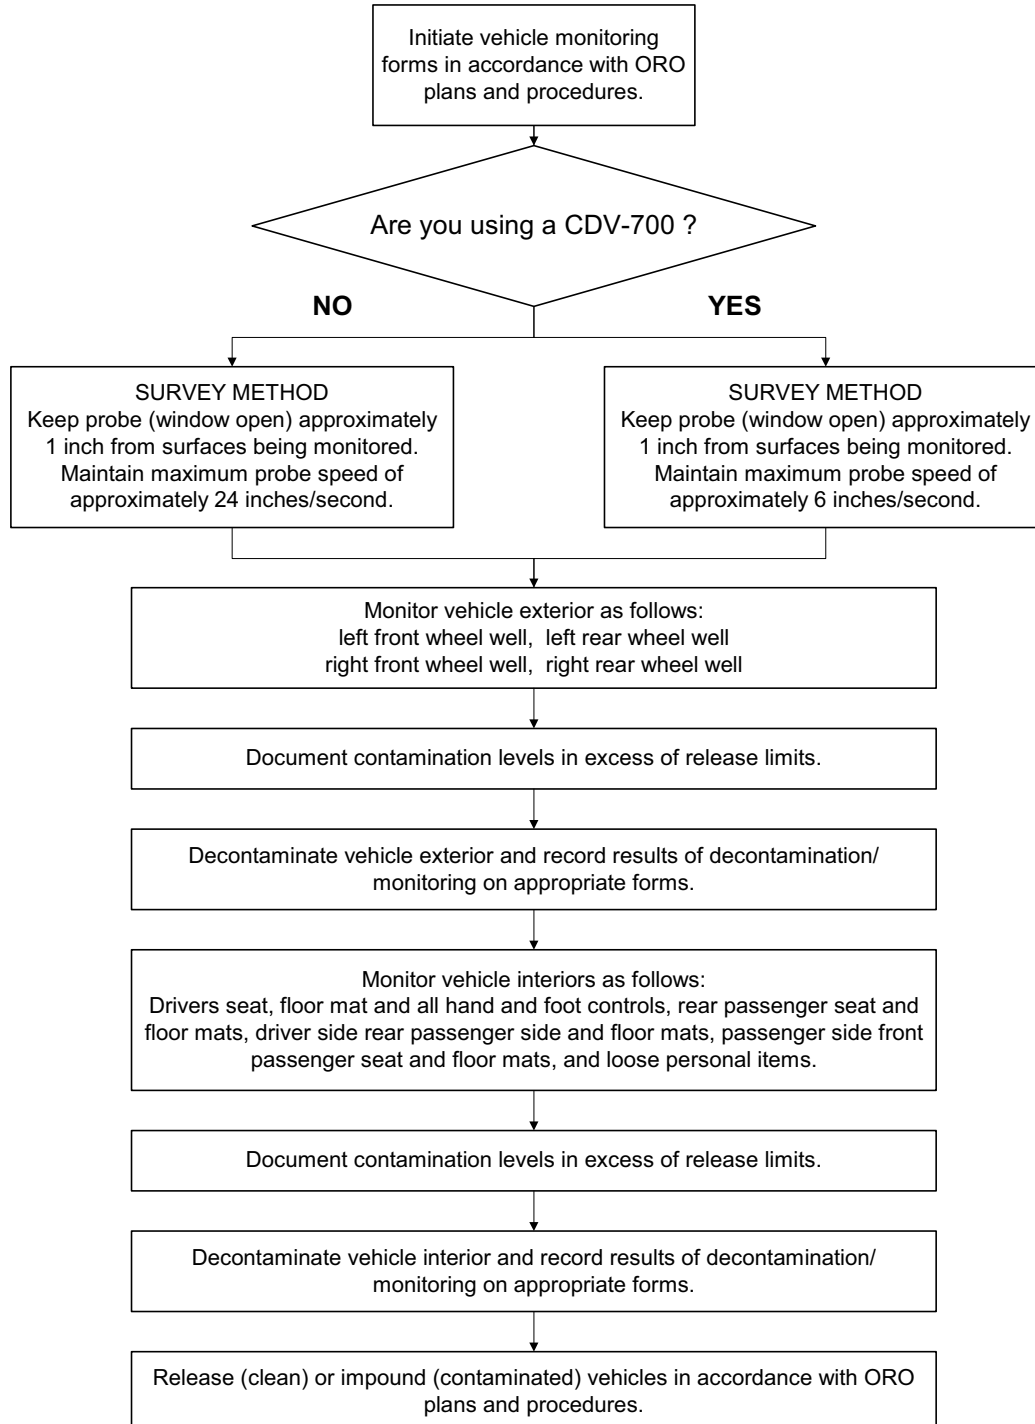 Initiate vehicle monitoring
forms in accordance with ORO
plans and procedures.
Are you using a CDV-700 ?
NO
YES
SURVEY METHOD
Keep probe (window open) approximately
1 inch from surfaces being monitored.
Maintain maximum probe speed of
approximately 24 inches/second.
SURVEY METHOD
Keep probe (window open) approximately
1 inch from surfaces being monitored.
Maintain maximum probe speed of
approximately 6 inches/second.
Monitor vehicle exterior as follows:
left front wheel well,  left rear wheel well
right front wheel well,  right rear wheel well
Document contamination levels in excess of release limits.
Decontaminate vehicle exterior and record results of decontamination/
monitoring on appropriate forms.
Monitor vehicle interiors as follows:
Drivers seat, floor mat and all hand and foot controls, rear passenger seat and
floor mats, driver side rear passenger side and floor mats, passenger side front
passenger seat and floor mats, and loose personal items.
Document contamination levels in excess of release limits.
Decontaminate vehicle interior and record results of decontamination/
monitoring on appropriate forms.
Release (clean) or impound (contaminated) vehicles in accordance with ORO
plans and procedures.